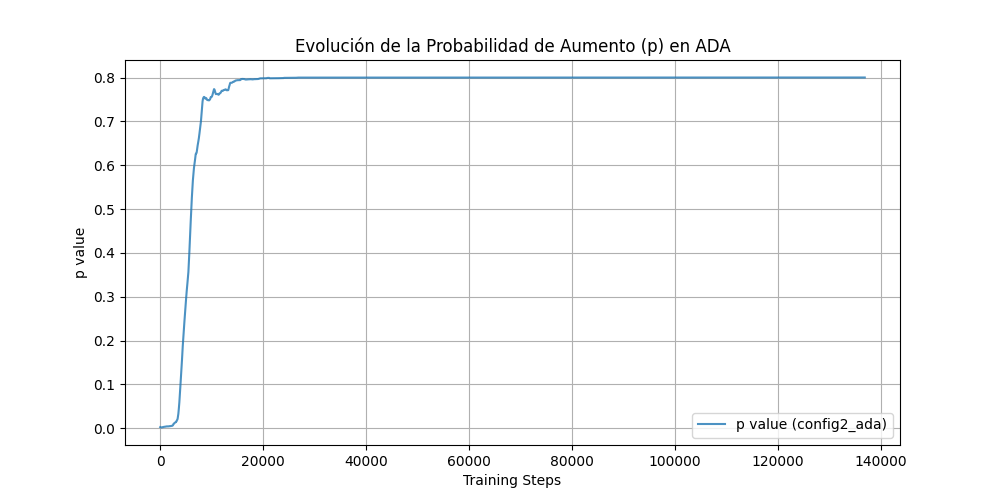 Evolución de la Probabilidad de Aumento (p) en ADA
p value
0.8
0.7
0.6
0.5
0.4
0.3
0.2
0.1
0.0
p value (config2_ada)
0 20000 40000 60000 80000 100000 120000 140000
Training Steps